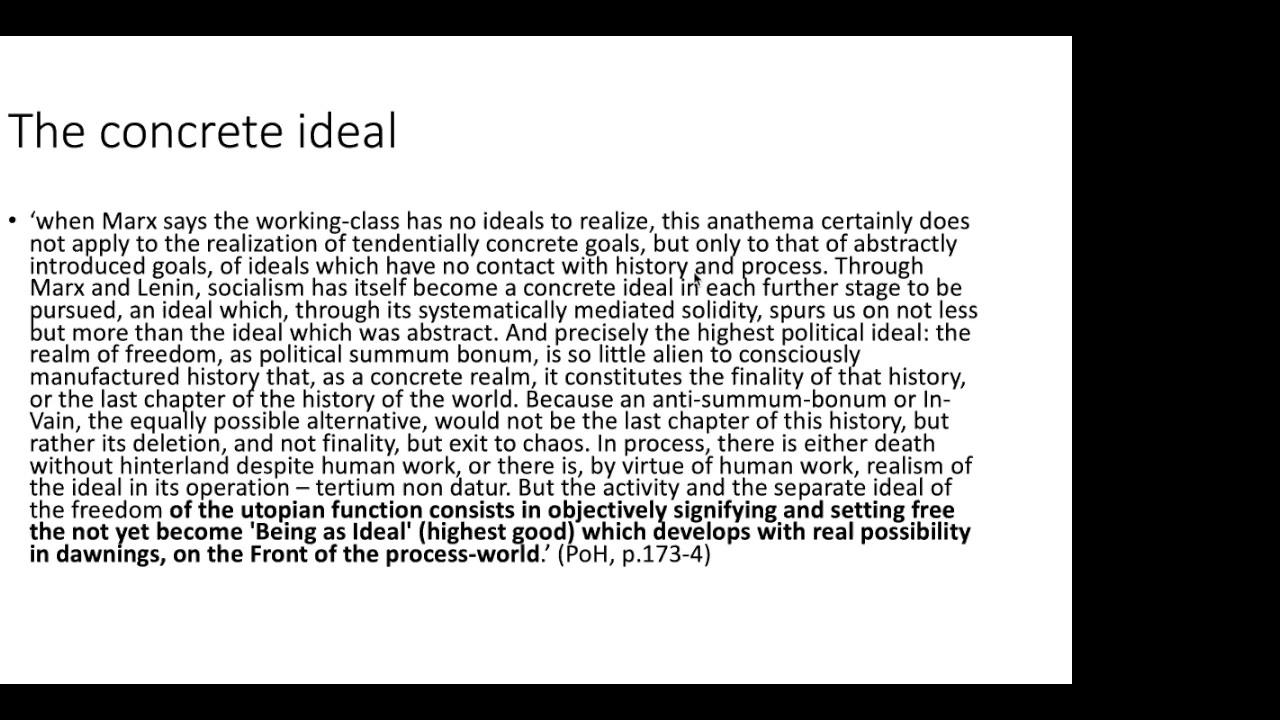 The concrete ideal
• ‘when Marx says the working-class has no ideals to realize, this anathema certainly does
not apply to the realization of tendentially concrete goals, but only to that of abstractly
introduced goals, of ideals which have no contact with history and process. Through
Marx and Lenin, socialism has itself become a concrete ideal in each further stage to be
pursued, an ideal which, through its systematically mediated solidity, spurs us on not less
but more than the ideal which was abstract. And precisely the highest political ideal: the
realm of freedom, as political summum bonum, is so little alien to consciously
manufactured history that, as a concrete realm, it constitutes the finality of that history,
or the last chapter of the history of the world. Because an anti-summum-bonum or In-
Vain, the equally possible alternative, would not be the last chapter of this history, but
rather its deletion, and not finality, but exit to chaos. In process, there is either death
without hinterland despite human work, or there is, by virtue of human work, realism of
the ideal in its operation – tertium non datur. But the activity and the separate ideal of
the freedom of the utopian function consists in objectively signifying and setting free
the not yet become 'Being as Ideal' (highest good) which develops with real possibility
in dawnings, on the Front of the process-world.’ (PoH, p.173-4)